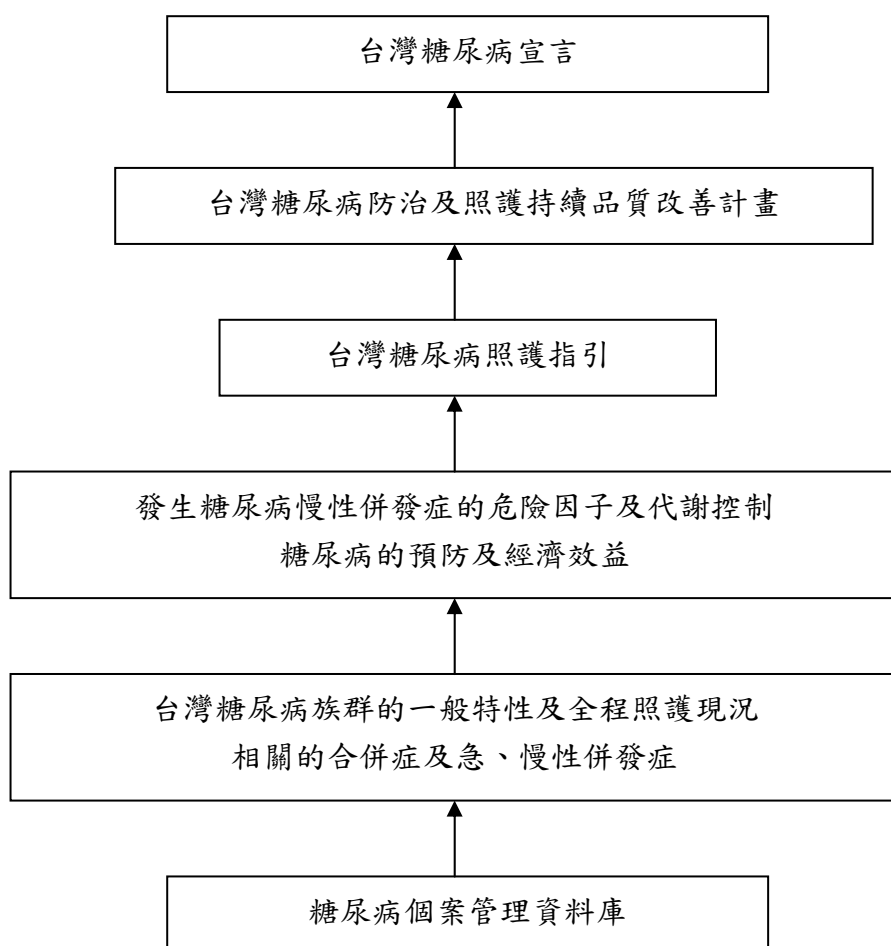 台灣糖尿病宣言
台灣糖尿病防治及照護持續品質改善計畫
台灣糖尿病照護指引
發生糖尿病慢性併發症的危險因子及代謝控制
糖尿病的預防及經濟效益
台灣糖尿病族群的一般特性及全程照護現況
相關的合併症及急、慢性併發症
糖尿病個案管理資料庫